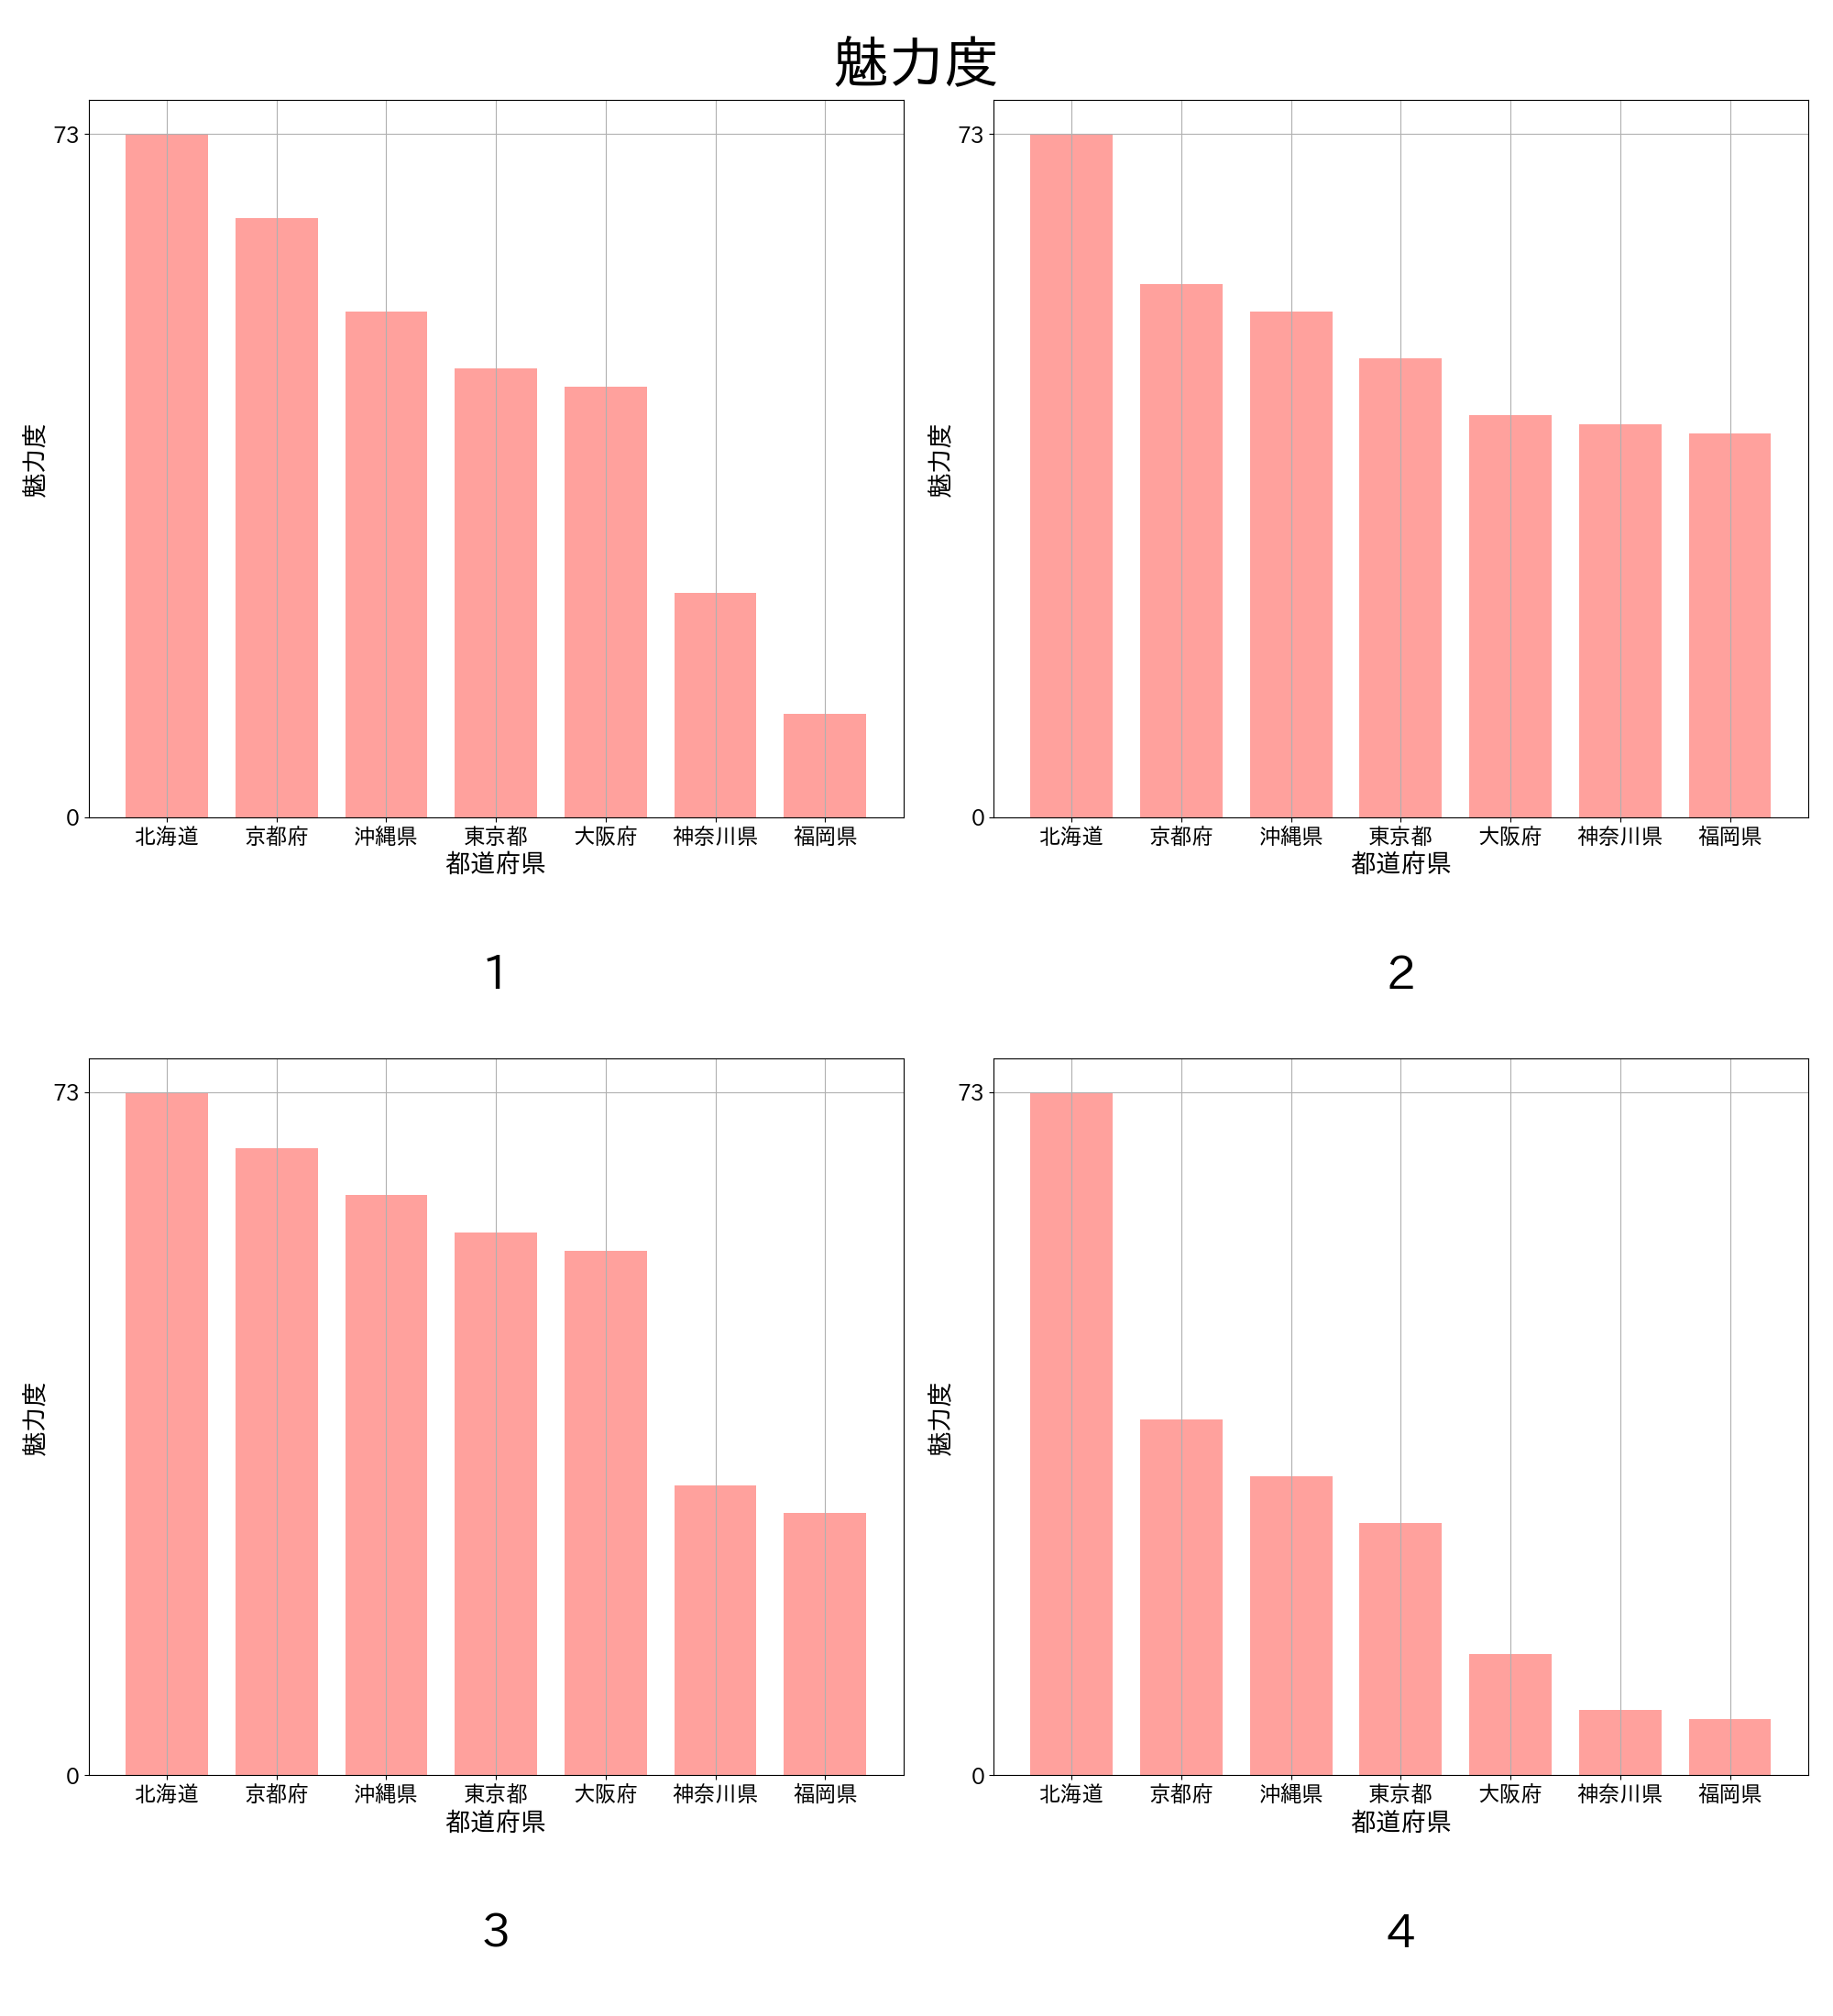 魅力度
73
0
魅力度
北海道 京都府 沖縄県 東京都 大阪府 神奈川県 福岡県
都道府県
1
73
0
魅力度
北海道 京都府 沖縄県 東京都 大阪府 神奈川県 福岡県
都道府県
2
73
0
魅力度
北海道 京都府 沖縄県 東京都 大阪府 神奈川県 福岡県
都道府県
3
73
0
魅力度
北海道 京都府 沖縄県 東京都 大阪府 神奈川県 福岡県
都道府県
4